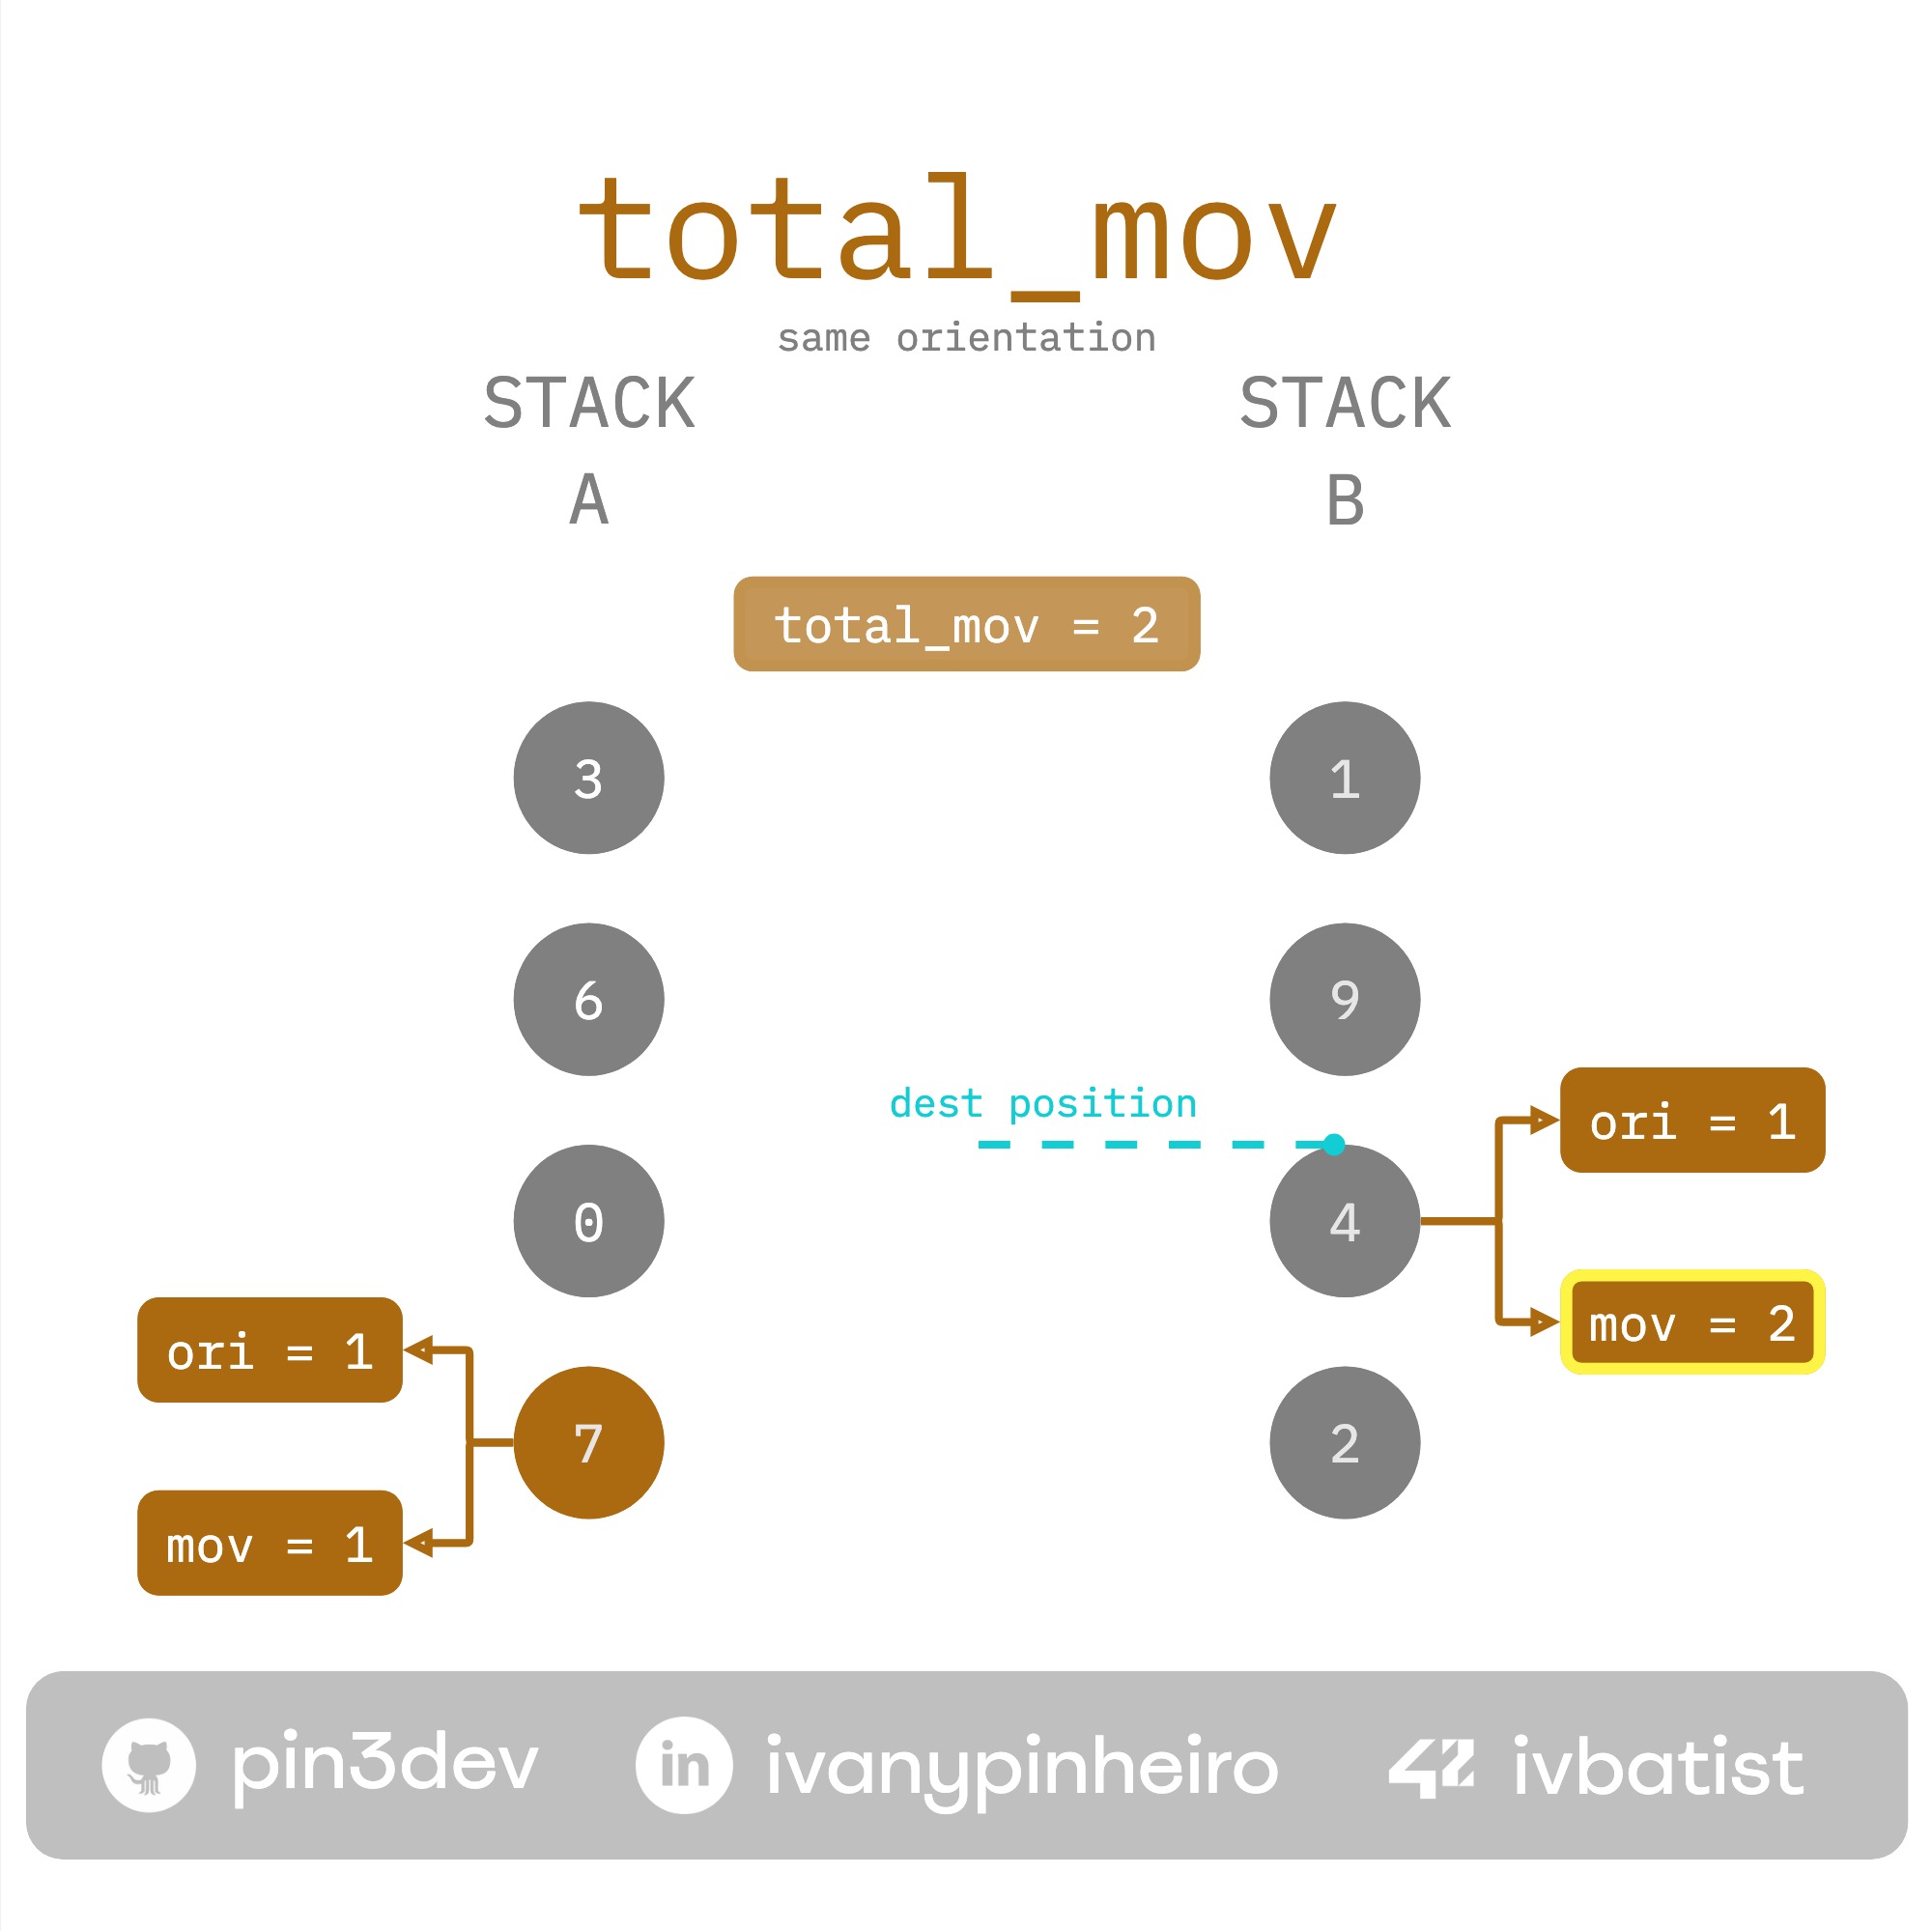 total_mov
same orientation
STACK A
STACK B
total_mov = 2
3
1
6
9
dest position
ori = 1
0
4
mov = 2
ori = 1
7
2
mov = 1
pin3dev
in
ivanypinheiro
42
ivbatist